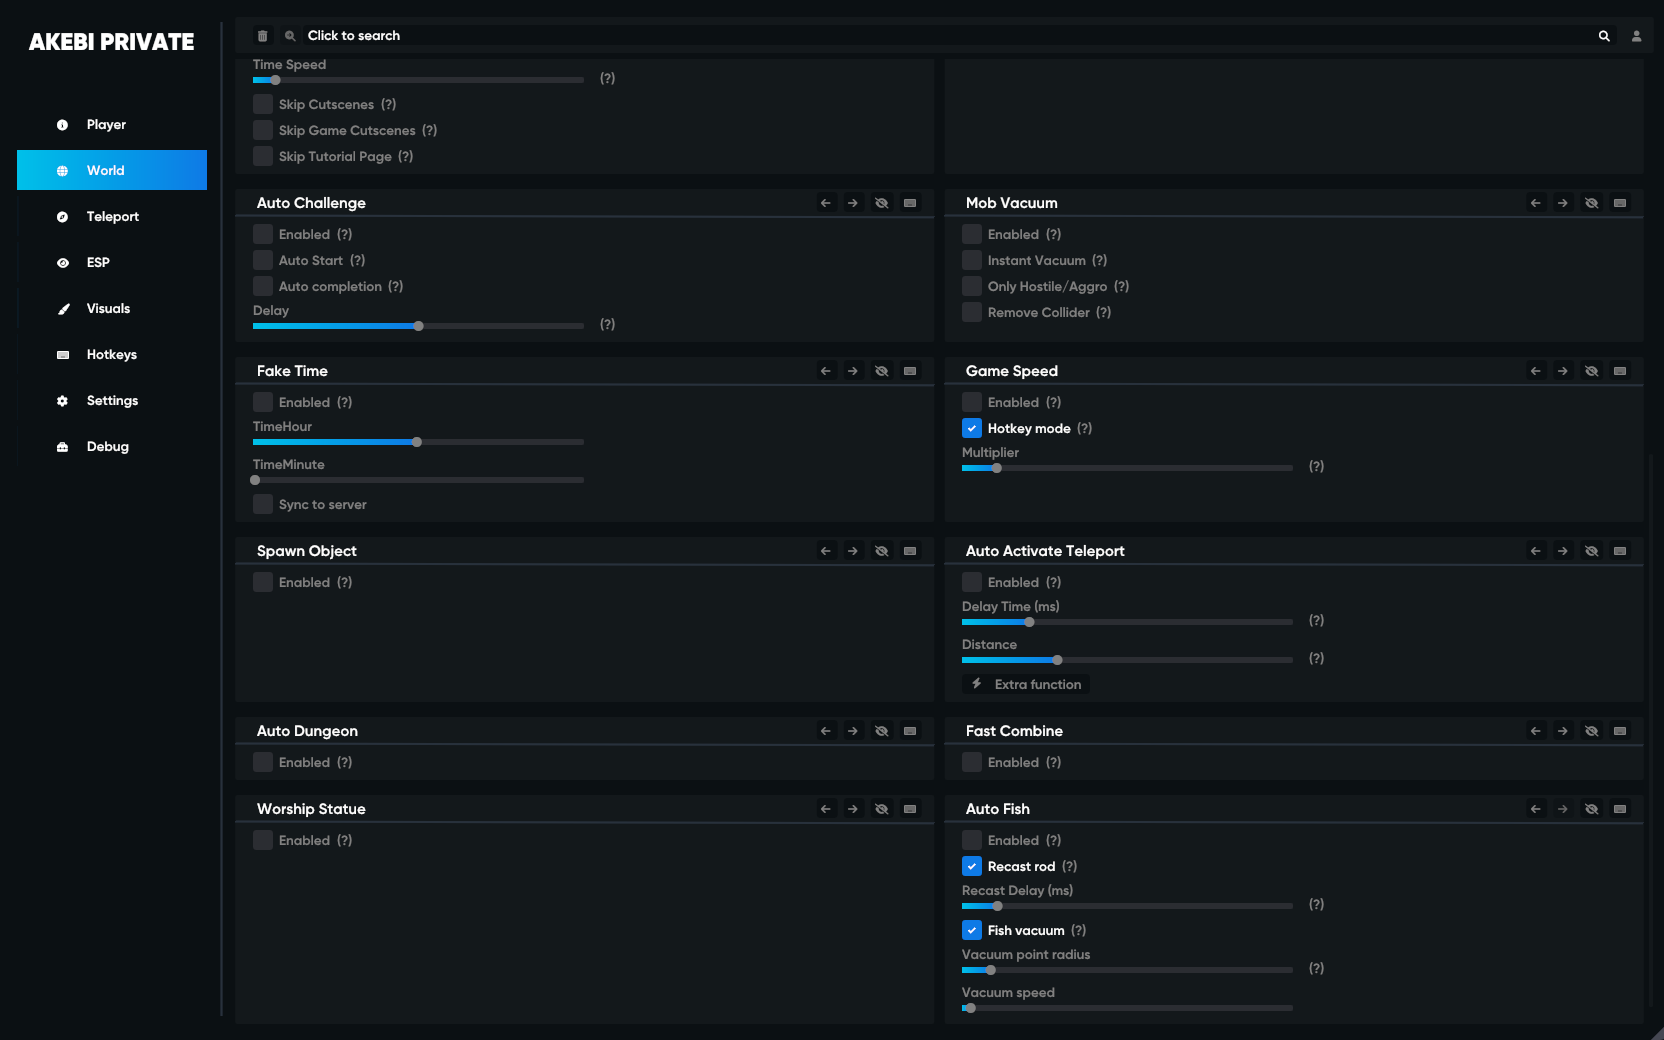 AKEBI PRIVATE
Player
World
Teleport
ESP
Visuals
Hotkeys
Settings
Debug
Click to search
Time Speed
(?)
Skip Cutscenes (?)
Skip Game Cutscenes (?)
Skip Tutorial Page (?)
Auto Challenge
Enabled (?)
Auto Start (?)
Auto completion (?)
Delay
(?)
Mob Vacuum
Enabled (?)
Instant Vacuum (?)
Only Hostile/Aggro (?)
Remove Collider (?)
Fake Time
Enabled (?)
TimeHour
TimeMinute
Sync to server
Game Speed
Enabled (?)
Hotkey mode (?)
Multiplier
(?)
Spawn Object
Enabled (?)
Auto Activate Teleport
Enabled (?)
Delay Time (ms)
(?)
Distance
(?)
Extra function
Auto Dungeon
Enabled (?)
Fast Combine
Enabled (?)
Worship Statue
Enabled (?)
Auto Fish
Enabled (?)
Recast rod (?)
Recast Delay (ms)
(?)
Fish vacuum (?)
Vacuum point radius
(?)
Vacuum speed